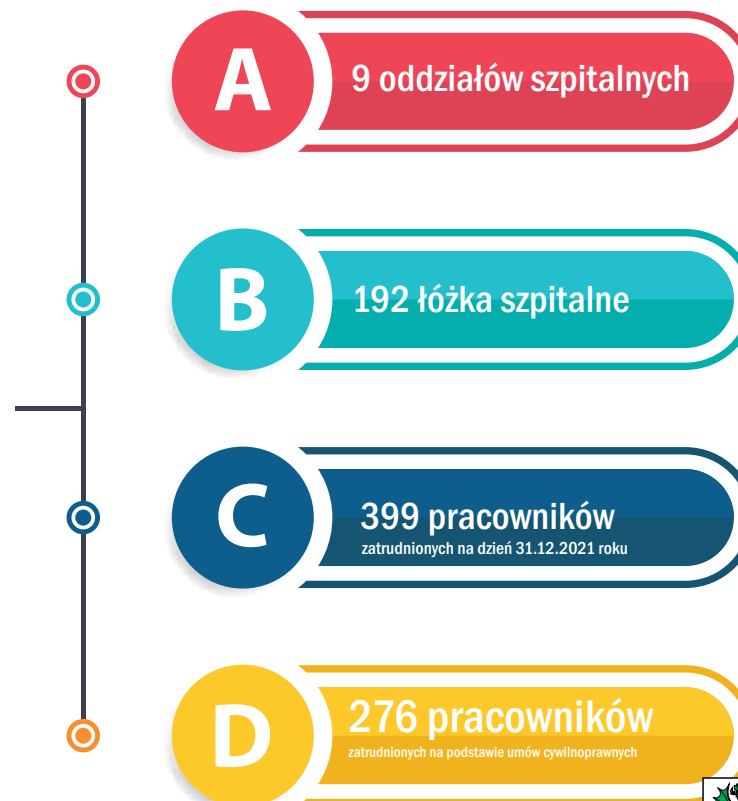 A
9 oddziałów szpitalnych
B
192 łóżka szpitalne
C
399 pracowników
zatrudnionych na dzień 31.12.2021 roku
D
276 pracowników
zatrudnionych na podstawie umów cywilnoprawnych